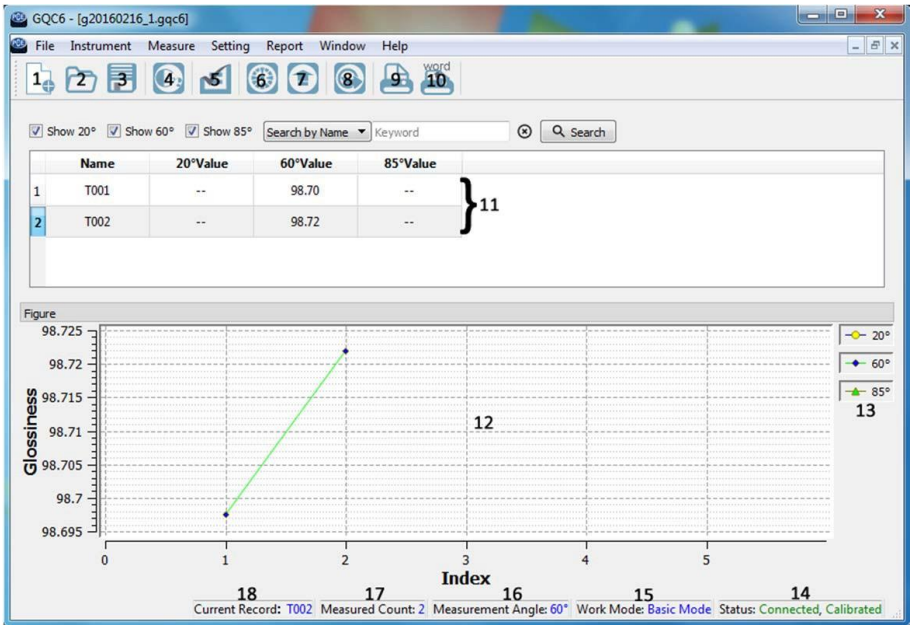 GQC6 - [g20160216_1.gqc6]
File Instrument Measure Setting Report Window Help
1 2 3 4 5 6 7 8 9 word 10
Show 20° Show 60° Show 85° Search by Name Keyword Search
Name 20°Value 60°Value 85°Value
1 T001 -- 98.70 --
2 T002 -- 98.72 --
11
Figure
98.725
98.72
98.715
98.71
98.705
98.7
98.695
Glossiness
12
20°
60°
85°
13
0 1 2 3 4 5
Index
18 17 16 15 14
Current Record: T002 Measured Count: 2 Measurement Angle: 60° Work Mode: Basic Mode Status: Connected, Calibrated